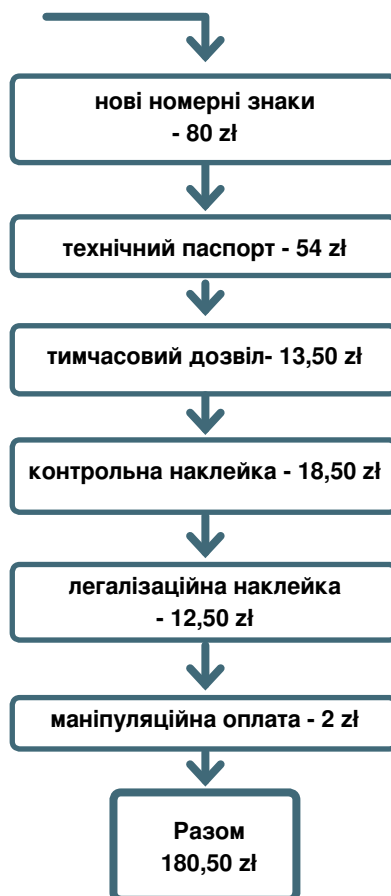 нові номерні знаки
- 80 zł
технічний паспорт - 54 zł
тимчасовий дозвіл- 13,50 zł
контрольна наклейка - 18,50 zł
легалізаційна наклейка
- 12,50 zł
маніпуляційна оплата - 2 zł
Разом
180,50 zł